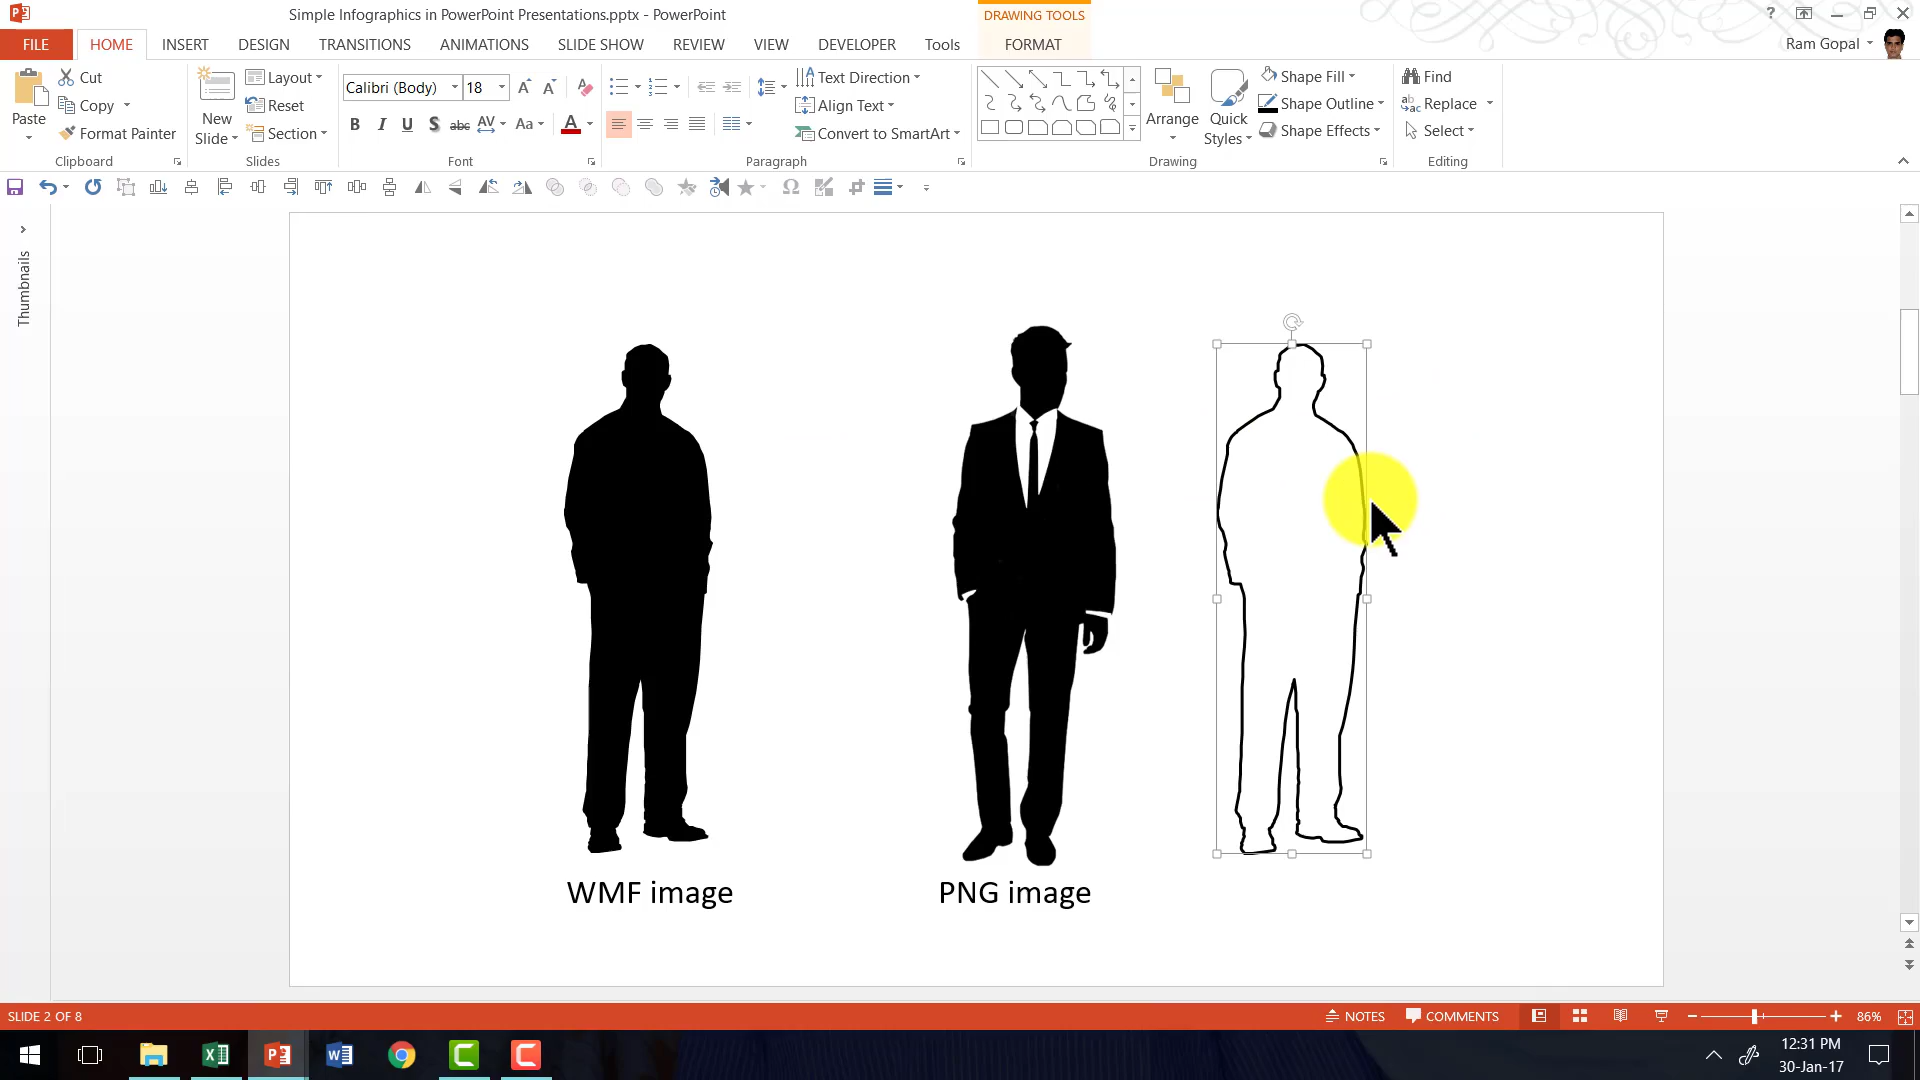 Simple Infographics in PowerPoint Presentations.pptx - PowerPoint
DRAWING TOOLS
?
FILE HOME INSERT DESIGN TRANSITIONS ANIMATIONS SLIDE SHOW REVIEW VIEW DEVELOPER Tools FORMAT Ram Gopal
Paste
Cut
Copy
Format Painter
Clipboard
New Slide
Layout
Reset
Section
Slides
Calibri (Body) 18
B I U S abc AV Aa A
Font
Text Direction
Align Text
Convert to SmartArt
Paragraph
Arrange
Quick Styles
Shape Fill
Shape Outline
Shape Effects
Drawing
Find
Replace
Select
Editing
Thumbnails
WMF image
PNG image
SLIDE 2 OF 8
NOTES COMMENTS 86%
12:31 PM
30-Jan-17